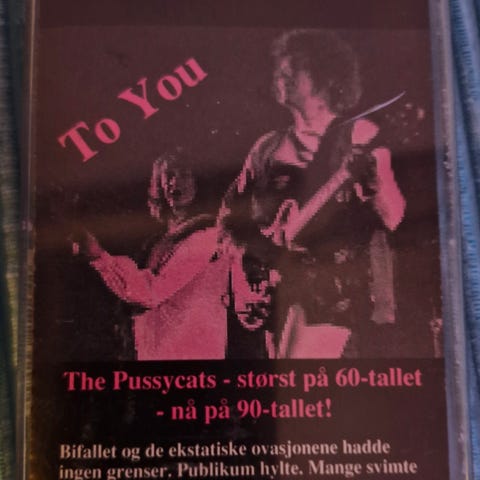 To You
The Pussycats - størst på 60-tallet
- nå på 90-tallet!
Bifallet og de ekstatiske ovasjonene hadde
ingen grenser. Publikum hylte. Mange svimte